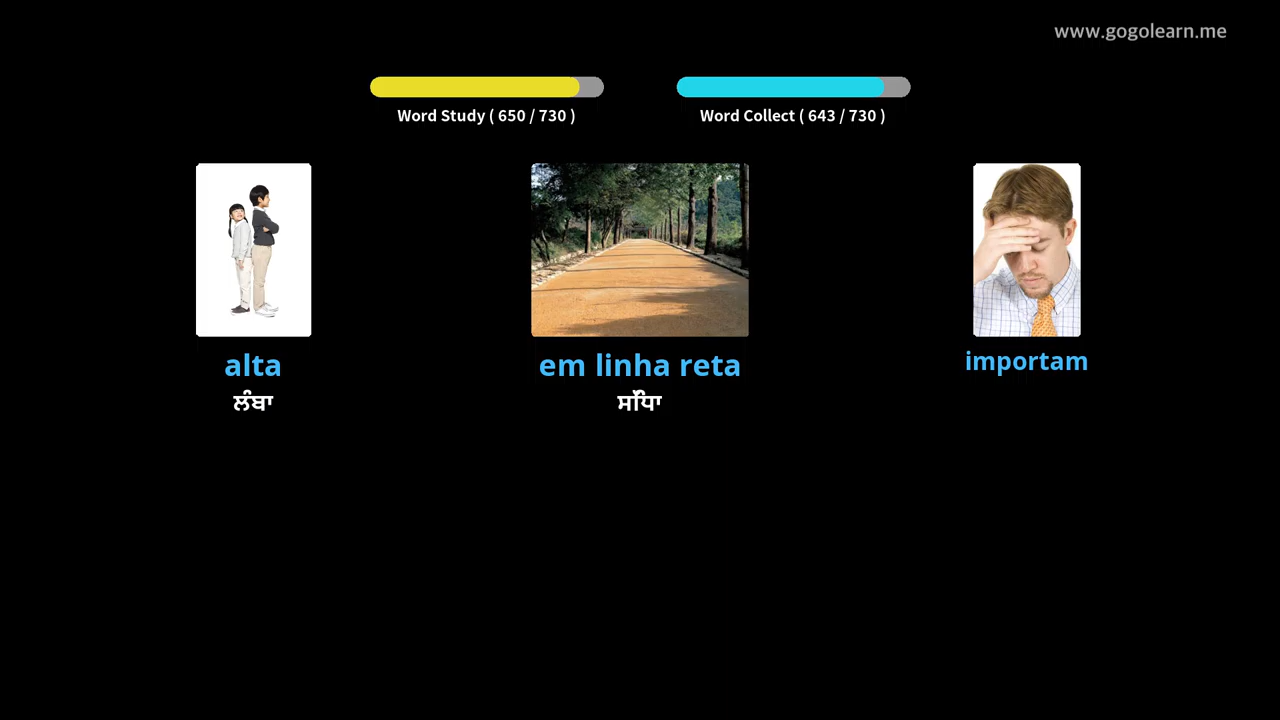 www.gogolearn.me
Word Study ( 650 / 730 )
Word Collect ( 643 / 730 )
alta
ਲੰਬਾ
em linha reta
ਸਿੱਧਾ
importam